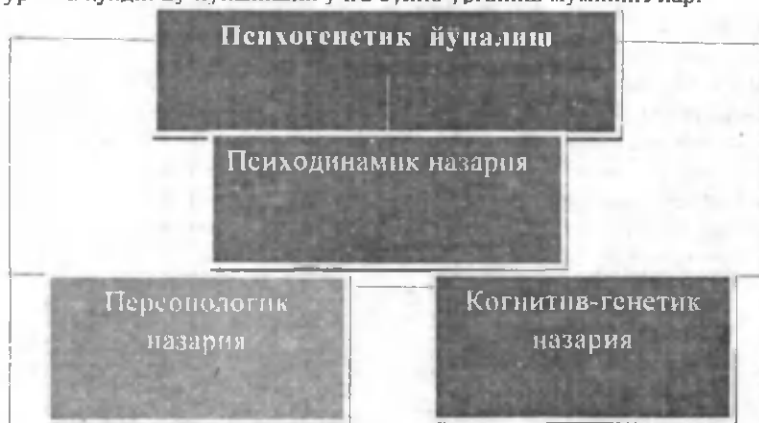 Психогенетик йўналиш
Психодинамик назария
Персонологик
назария
Когнитив-генетик
назария